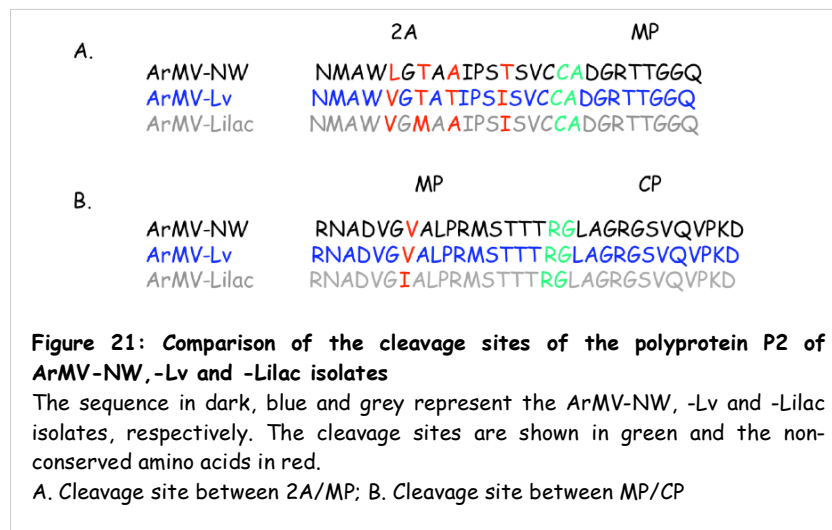 2A MP
A.
ArMV-NW NMAWLGTAAIPSTSVCCADGRTTGGQ
ArMV-Lv NMAWVGTATIPSISVCCADGRTTGGQ
ArMV-Lilac NMAWVGMAAIPSISVCCADGRTTGGQ
MP CP
B.
ArMV-NW RNADVGVALPRMSTTTRGLAGRGSVQVPKD
ArMV-Lv RNADVGVALPRMSTTTRGLAGRGSVQVPKD
ArMV-Lilac RNADVGIALPRMSTTTRGLAGRGSVQVPKD
Figure 21: Comparison of the cleavage sites of the polyprotein P2 of
ArMV-NW,-Lv and -Lilac isolates
The sequence in dark, blue and grey represent the ArMV-NW, -Lv and -Lilac
isolates, respectively. The cleavage sites are shown in green and the non-
conserved amino acids in red.
A. Cleavage site between 2A/MP; B. Cleavage site between MP/CP